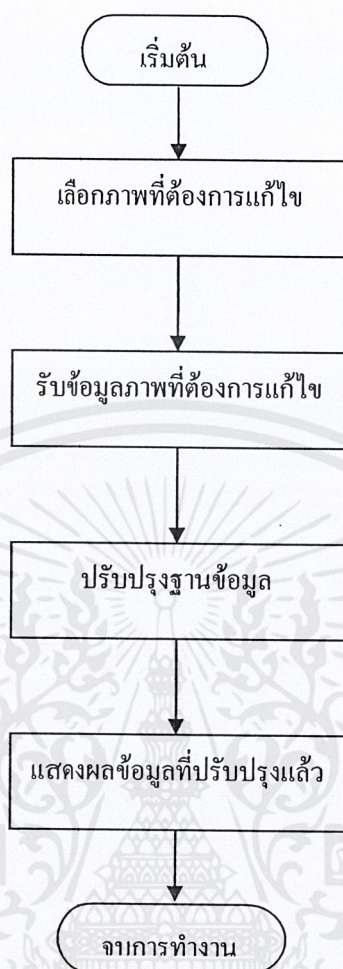 เริ่มต้น
เลือกภาพที่ต้องการแก้ไข
รับข้อมูลภาพที่ต้องการแก้ไข
ปรับปรุงฐานข้อมูล
แสดงผลข้อมูลที่ปรับปรุงแล้ว
จบการทำงาน